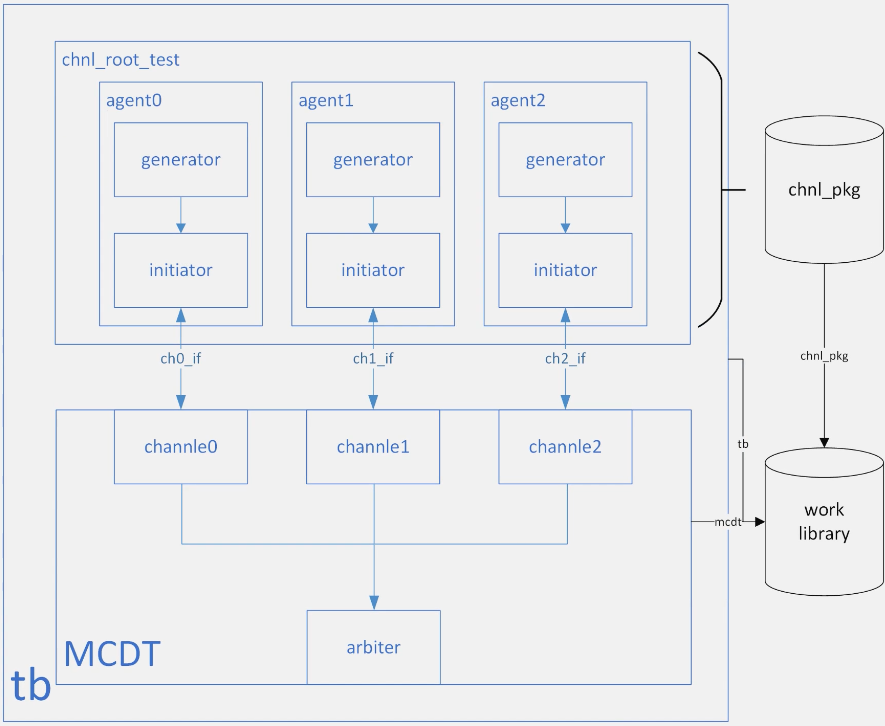 chnl_root_test
agent0
agent1
agent2
generator
generator
generator
chnl_pkg
initiator
initiator
initiator
ch0_if
ch1_if
ch2_if
chnl_pkg
channle0
channle1
channle2
tb
work
library
mcdt
arbiter
MCDT
tb